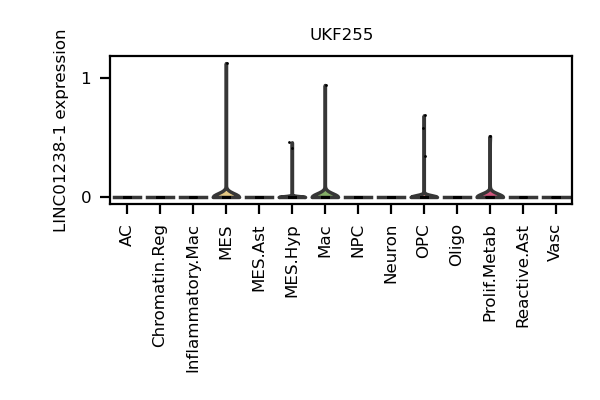 UKF255
LINC01238-1 expression
1
0
AC
Chromatin.Reg
Inflammatory.Mac
MES
MES.Ast
MES.Hyp
Mac
NPC
Neuron
OPC
Oligo
Prolif.Metab
Reactive.Ast
Vasc